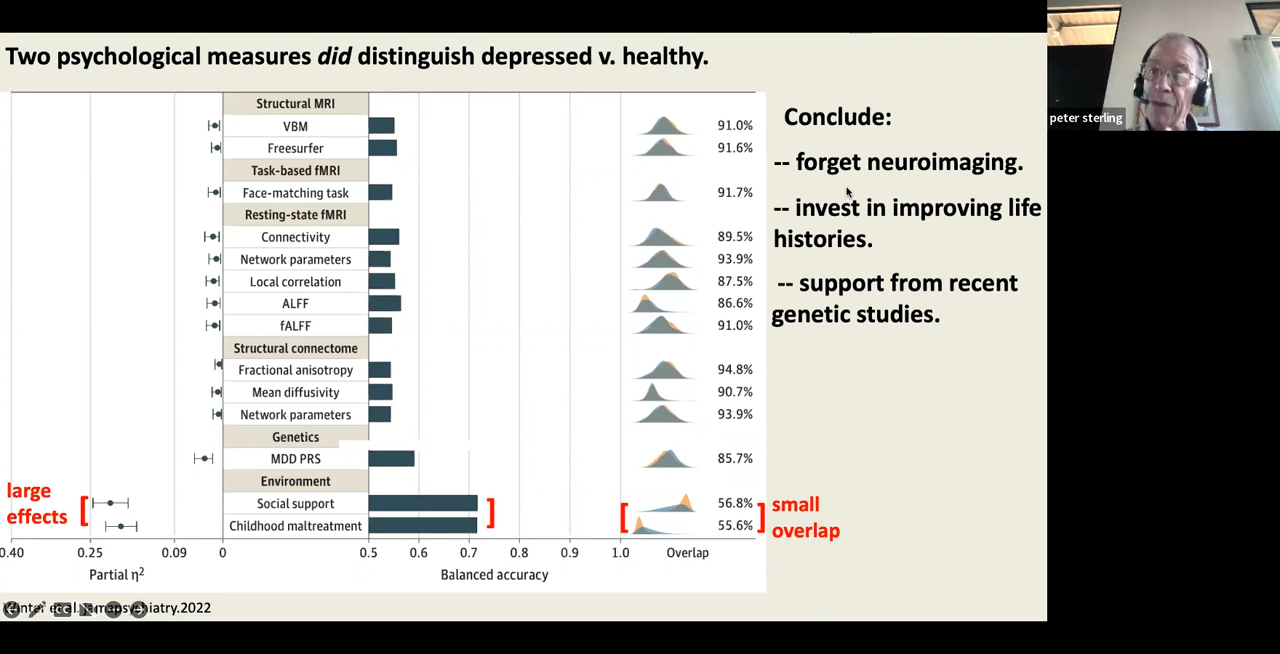 Two psychological measures did distinguish depressed v. healthy.
peter sterling
Structural MRI
VBM 91.0%
Freesurfer 91.6%
Task-based fMRI
Face-matching task 91.7%
Resting-state fMRI
Connectivity 89.5%
Network parameters 93.9%
Local correlation 87.5%
ALFF 86.6%
fALFF 91.0%
Structural connectome
Fractional anisotropy 94.8%
Mean diffusivity 90.7%
Network parameters 93.9%
Genetics
MDD PRS 85.7%
Environment
Social support 56.8%
Childhood maltreatment 55.6%
large
effects
[ ] [ ]
small
overlap
0.40 0.25 0.09 0 0.5 0.6 0.7 0.8 0.9 1.0 Overlap
Partial η2 Balanced accuracy
Conclude:
-- forget neuroimaging.
-- invest in improving life
histories.
-- support from recent
genetic studies.
Winter et al. jamapsychiatry.2022